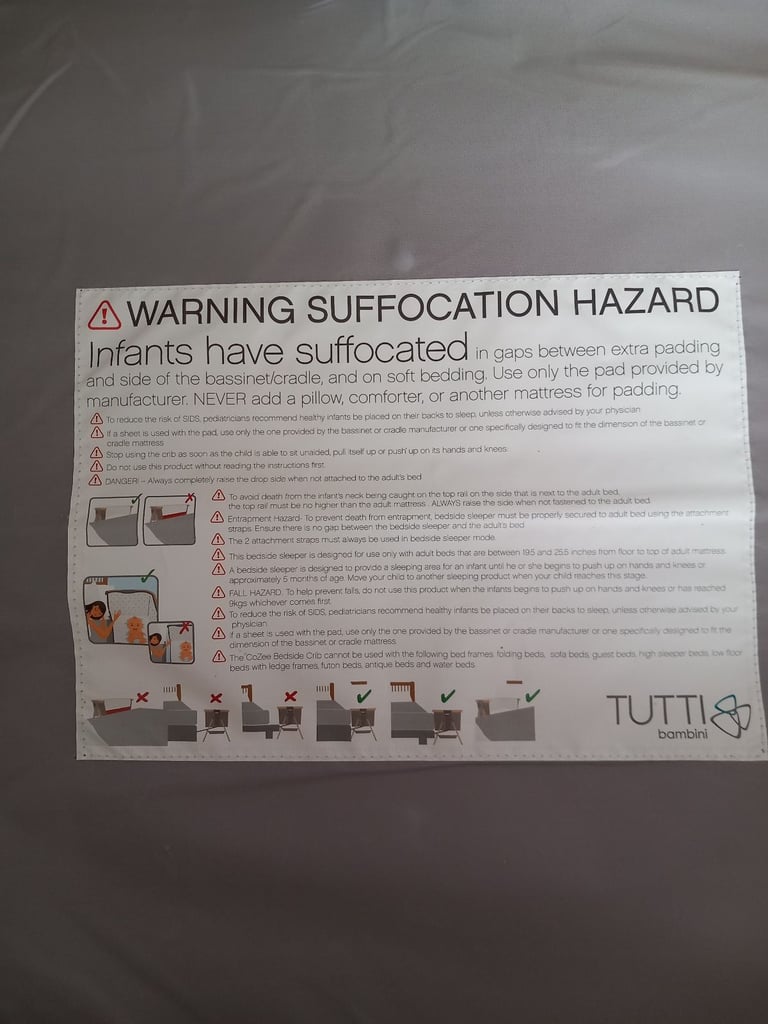 WARNING SUFFOCATION HAZARD
Infants have suffocated in gaps between extra padding
and side of the bassinet/cradle, and on soft bedding. Use only the pad provided by
manufacturer. NEVER add a pillow, comforter, or another mattress for padding.
To reduce the risk of SIDS, pediatricians recommend healthy infants be placed on their backs to sleep, unless otherwise advised by your physician
If a sheet is used with the pad, use only the one provided by the bassinet or cradle manufacturer or one specifically designed to fit the dimension of the bassinet or
cradle mattress
Stop using the crib as soon as the child is able to sit unaided, pull itself up or push up on its hands and knees.
Do not use this product without reading the instructions first.
DANGER! – Always completely raise the drop side when not attached to the adult's bed
To avoid death from the infant's neck being caught on the top rail on the side that is next to the adult bed,
the top rail must be no higher than the adult mattress. ALWAYS raise the side when not fastened to the adult bed.
Entrapment Hazard- To prevent death from entrapment, bedside sleeper must be properly secured to adult bed using the attachment
straps. Ensure there is no gap between the bedside sleeper and the adult's bed
The 2 attachment straps must always be used in bedside sleeper mode.
This bedside sleeper is designed for use only with adult beds that are between 19.5 and 25.5 inches from floor to top of adult mattress.
A bedside sleeper is designed to provide a sleeping area for an infant until he or she begins to push up on hands and knees or
approximately 5 months of age. Move your child to another sleeping product when your child reaches this stage.
FALL HAZARD: To help prevent falls, do not use this product when the infants begins to push up on hands and knees or has reached
9kgs whichever comes first.
To reduce the risk of SIDS, pediatricians recommend healthy infants be placed on their backs to sleep, unless otherwise advised by your
physician
if a sheet is used with the pad, use only the one provided by the bassinet or cradle manufacturer or one specifically designed to fit the
dimension of the bassinet or cradle mattress.
The CoZee Bedside Crib cannot be used with the following bed frames: folding beds, sofa beds, guest beds, high sleeper beds, low floor
beds with ledge frames, futon beds, antique beds and water beds
TUTTI
bambini